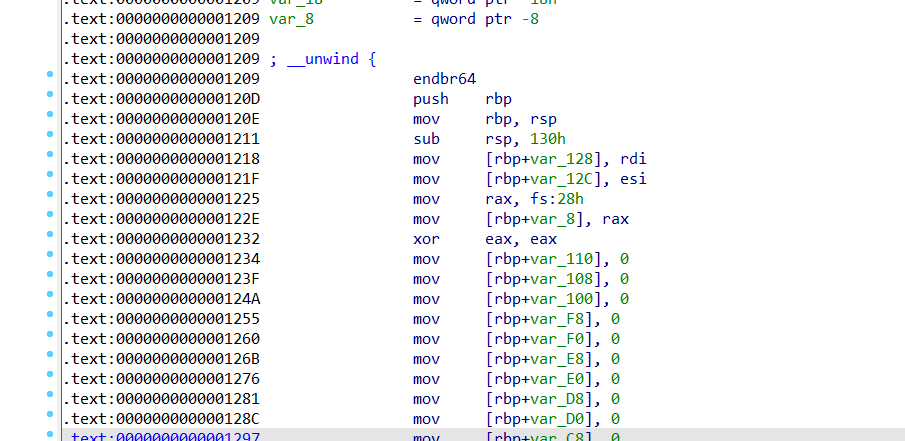 .text:0000000000001209 var_18 = qword ptr -18h
.text:0000000000001209 var_8 = qword ptr -8
.text:0000000000001209
.text:0000000000001209 ; __unwind {
.text:0000000000001209 endbr64
.text:000000000000120D push rbp
.text:000000000000120E mov rbp, rsp
.text:0000000000001211 sub rsp, 130h
.text:0000000000001218 mov [rbp+var_128], rdi
.text:000000000000121F mov [rbp+var_12C], esi
.text:0000000000001225 mov rax, fs:28h
.text:000000000000122E mov [rbp+var_8], rax
.text:0000000000001232 xor eax, eax
.text:0000000000001234 mov [rbp+var_110], 0
.text:000000000000123F mov [rbp+var_108], 0
.text:000000000000124A mov [rbp+var_100], 0
.text:0000000000001255 mov [rbp+var_F8], 0
.text:0000000000001260 mov [rbp+var_F0], 0
.text:000000000000126B mov [rbp+var_E8], 0
.text:0000000000001276 mov [rbp+var_E0], 0
.text:0000000000001281 mov [rbp+var_D8], 0
.text:000000000000128C mov [rbp+var_D0], 0
.text:0000000000001297 mov [rbp+var_C8], 0